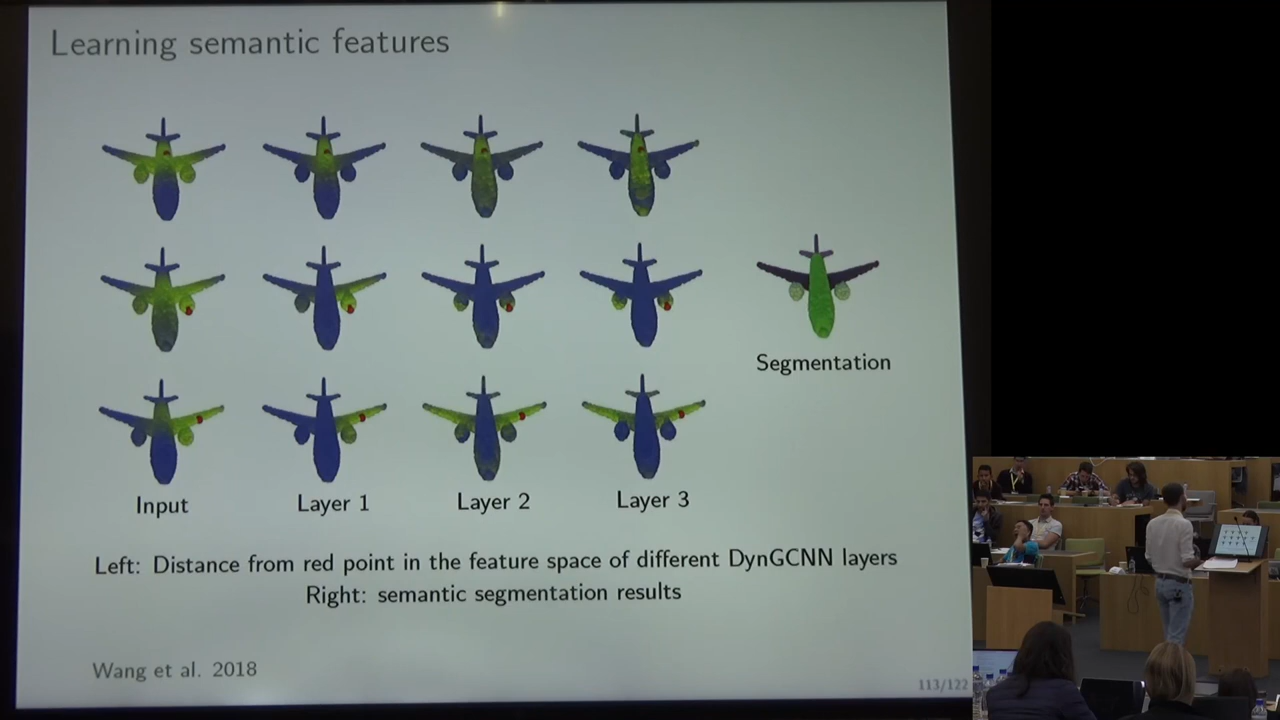 Learning semantic features
Segmentation
Input
Layer 1
Layer 2
Layer 3
Left: Distance from red point in the feature space of different DynGCNN layers
Right: semantic segmentation results
Wang et al. 2018
113/122